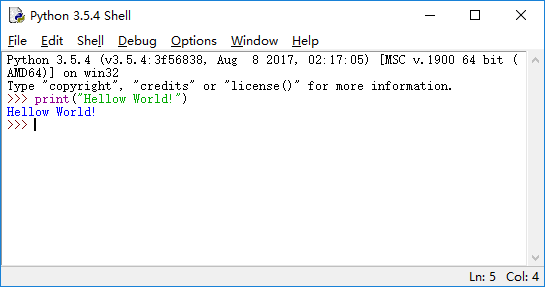 Python 3.5.4 Shell
File Edit Shell Debug Options Window Help
Python 3.5.4 (v3.5.4:3f56838, Aug  8 2017, 02:17:05) [MSC v.1900 64 bit (
AMD64)] on win32
Type "copyright", "credits" or "license()" for more information.
>>> print("Hellow World!")
Hellow World!
>>>
Ln: 5 Col: 4